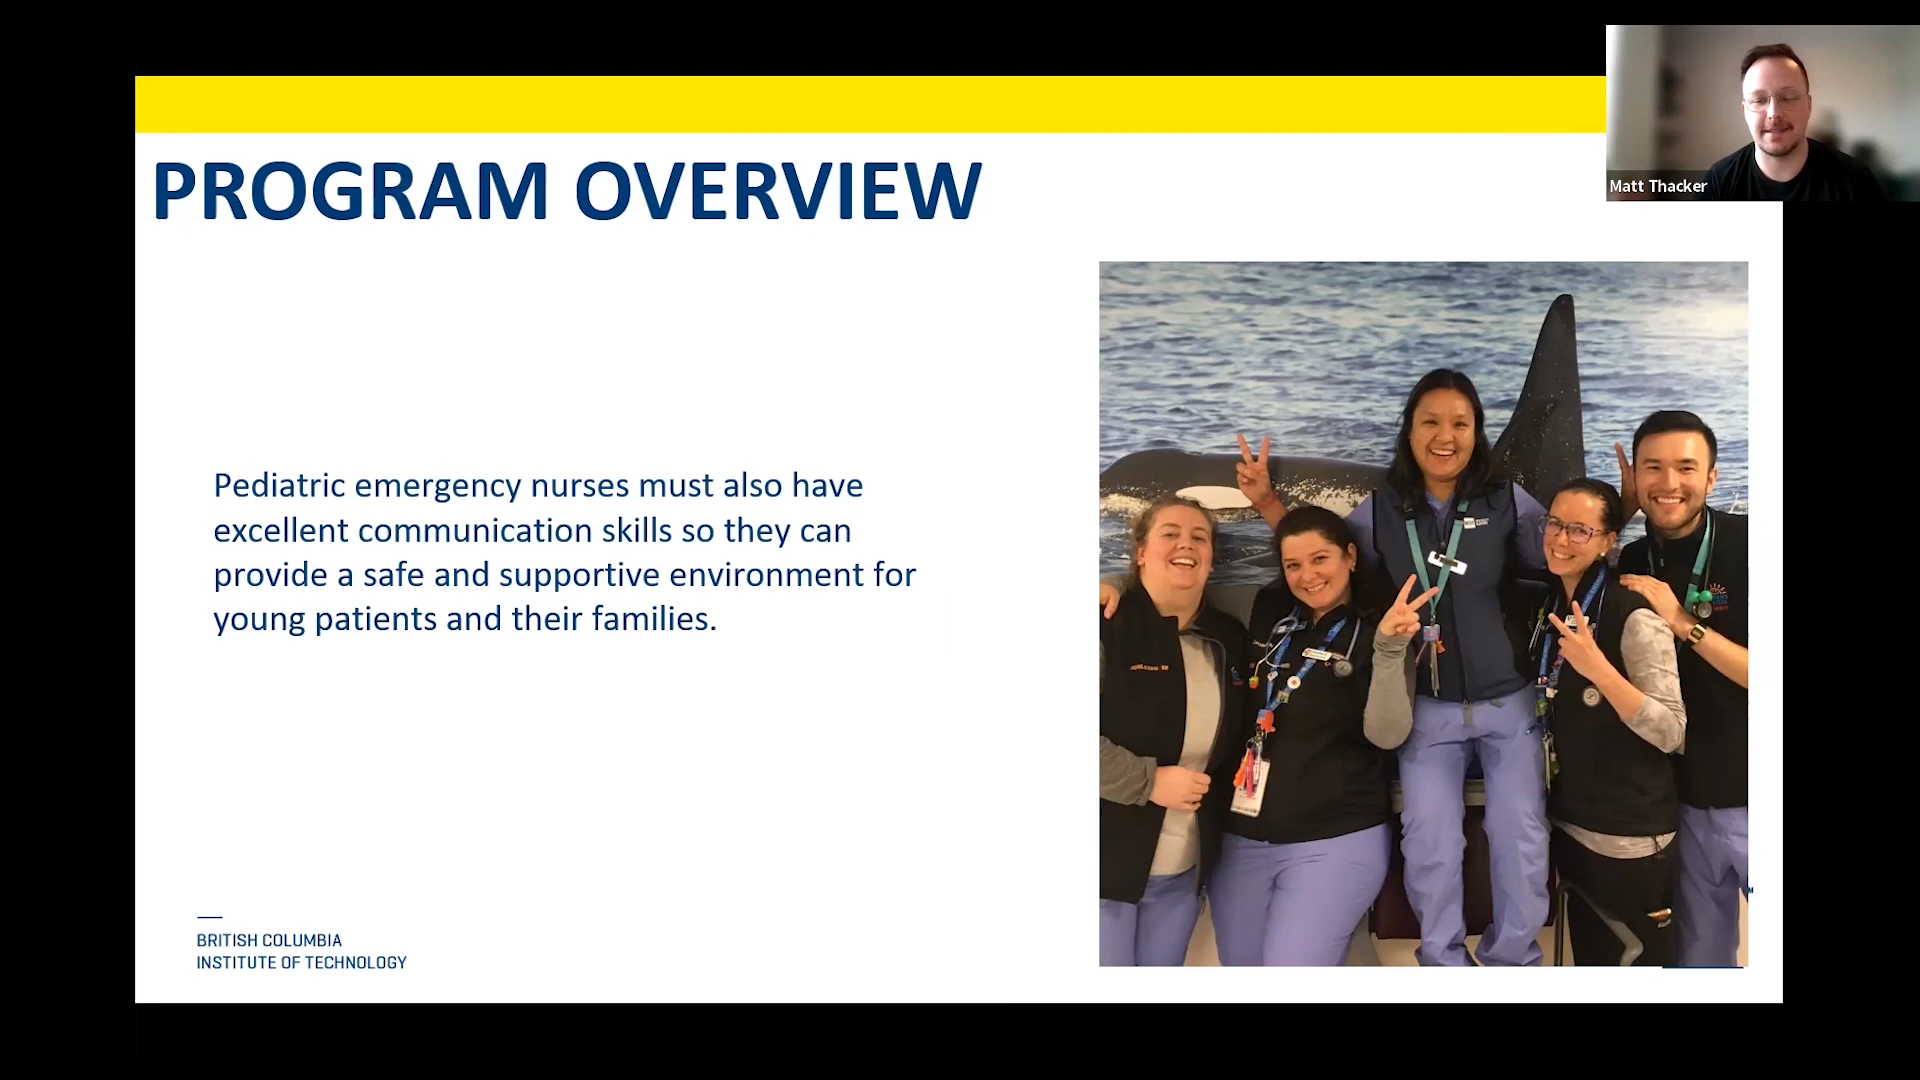 Matt Thacker
PROGRAM OVERVIEW
Pediatric emergency nurses must also have
excellent communication skills so they can
provide a safe and supportive environment for
young patients and their families.
BRITISH COLUMBIA
INSTITUTE OF TECHNOLOGY